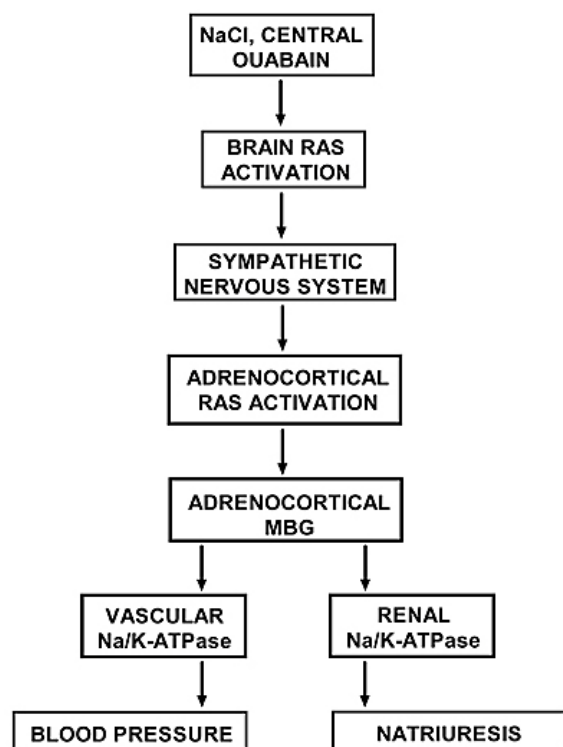 NaCl, CENTRAL
OUABAIN
BRAIN RAS
ACTIVATION
SYMPATHETIC
NERVOUS SYSTEM
ADRENOCORTICAL
RAS ACTIVATION
ADRENOCORTICAL
MBG
VASCULAR
Na/K-ATPase
RENAL
Na/K-ATPase
BLOOD PRESSURE
NATRIURESIS